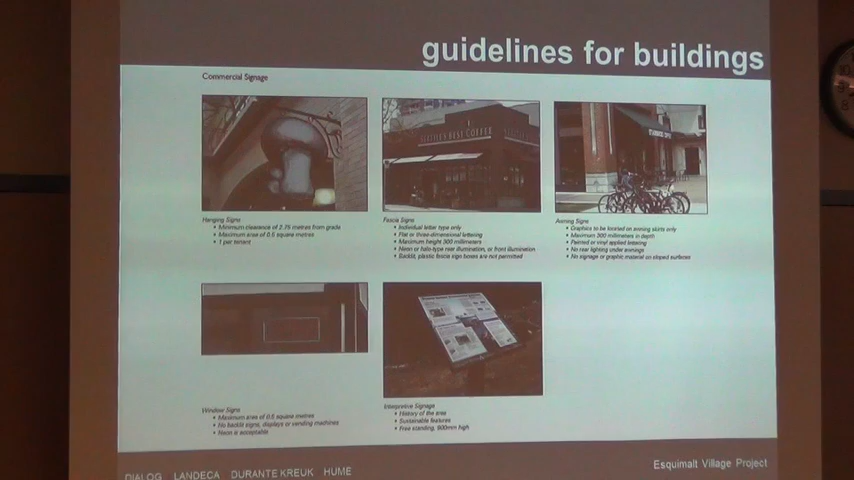 guidelines for buildings
Commercial Signage
SEATTLE'S BEST COFFEE
Hanging Signs
• Minimum clearance of 2.75 metres from grade
• Maximum area of 0.5 square metres
• 1 per tenant
Fascia Signs
• Individual letter type only
• Flat or three-dimensional lettering
• Maximum height 300 millimeters
• Neon or halo-type rear illumination, or front illumination
• Backlit, plastic fascia sign boxes are not permitted
Awning Signs
• Graphics to be located on awning skirts only
• Maximum 300 millimeters in depth
• Painted or vinyl applied lettering
• No rear lighting under awnings
• No signage or graphic material on sloped surfaces
Window Signs
• Maximum area of 0.5 square metres
• No backlit signs, displays or vending machines
• Neon is acceptable
Interpretive Signage
• History of the area
• Sustainable features
• Free standing, 900mm high
DIALOG LANDECA DURANTE KREUK HUME
Esquimalt Village Project